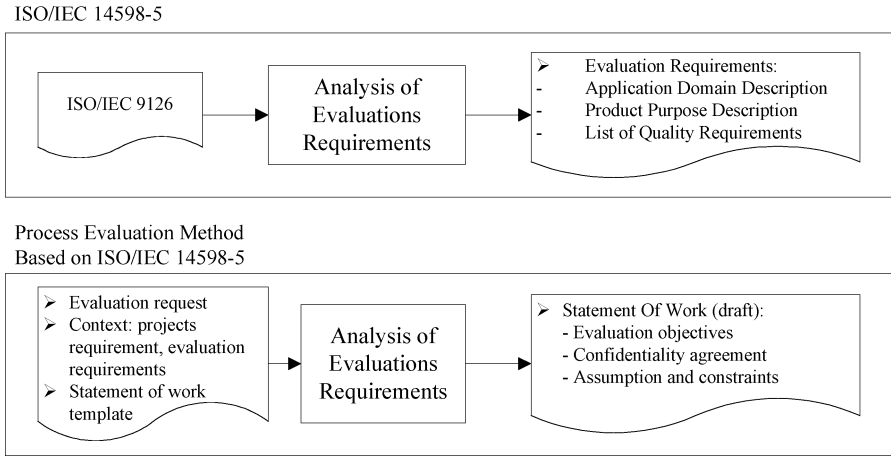 ISO/IEC 14598-5
ISO/IEC 9126
Analysis of
Evaluations
Requirements
➢ Evaluation Requirements:
- Application Domain Description
- Product Purpose Description
- List of Quality Requirements
Process Evaluation Method
Based on ISO/IEC 14598-5
➢ Evaluation request
➢ Context: projects
requirement, evaluation
requirements
➢ Statement of work
template
Analysis of
Evaluations
Requirements
➢ Statement Of Work (draft):
- Evaluation objectives
- Confidentiality agreement
- Assumption and constraints